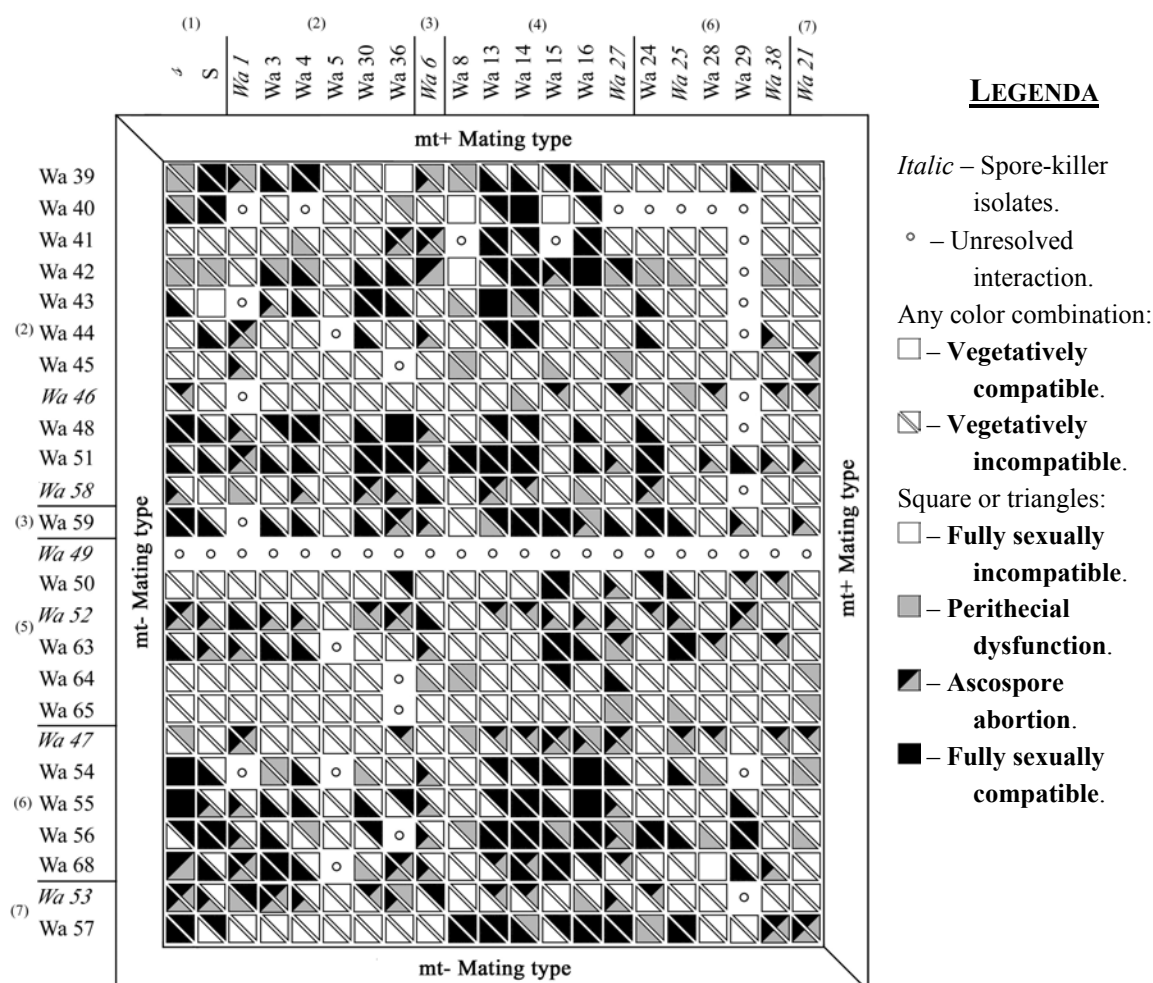 (1) (2) (3) (4) (6) (7)
s S Wa 1 Wa 3 Wa 4 Wa 5 Wa 30 Wa 36 Wa 6 Wa 8 Wa 13 Wa 14 Wa 15 Wa 16 Wa 27 Wa 24 Wa 25 Wa 28 Wa 29 Wa 38 Wa 21
mt+ Mating type
Wa 39
Wa 40
Wa 41
Wa 42
Wa 43
(2) Wa 44
Wa 45
Wa 46
Wa 48
Wa 51
Wa 58
(3) Wa 59
Wa 49
Wa 50
Wa 52
(5)
Wa 63
Wa 64
Wa 65
Wa 47
Wa 54
(6) Wa 55
Wa 56
Wa 68
Wa 53
(7)
Wa 57
mt- Mating type
mt+ Mating type
mt- Mating type
LEGENDA
Italic – Spore-killer
isolates.
– Unresolved
interaction.
Any color combination:
– Vegetatively
compatible.
– Vegetatively
incompatible.
Square or triangles:
– Fully sexually
incompatible.
– Perithecial
dysfunction.
– Ascospore
abortion.
– Fully sexually
compatible.